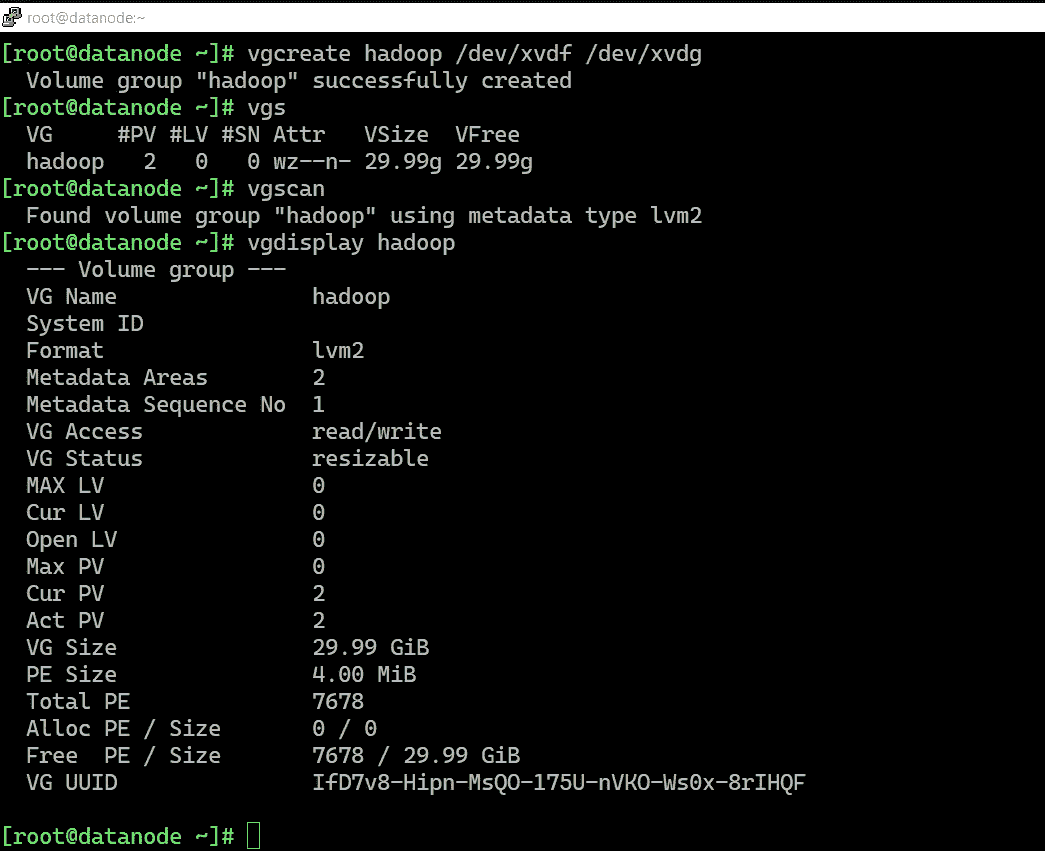 root@datanode:~
[root@datanode ~]# vgcreate hadoop /dev/xvdf /dev/xvdg
  Volume group "hadoop" successfully created
[root@datanode ~]# vgs
  VG     #PV #LV #SN Attr   VSize  VFree
  hadoop   2   0   0 wz--n- 29.99g 29.99g
[root@datanode ~]# vgscan
  Found volume group "hadoop" using metadata type lvm2
[root@datanode ~]# vgdisplay hadoop
  --- Volume group ---
  VG Name               hadoop
  System ID
  Format                lvm2
  Metadata Areas        2
  Metadata Sequence No  1
  VG Access             read/write
  VG Status             resizable
  MAX LV                0
  Cur LV                0
  Open LV               0
  Max PV                0
  Cur PV                2
  Act PV                2
  VG Size               29.99 GiB
  PE Size               4.00 MiB
  Total PE              7678
  Alloc PE / Size       0 / 0
  Free  PE / Size       7678 / 29.99 GiB
  VG UUID               IfD7v8-Hipn-MsQO-175U-nVKO-Ws0x-8rIHQF
[root@datanode ~]#